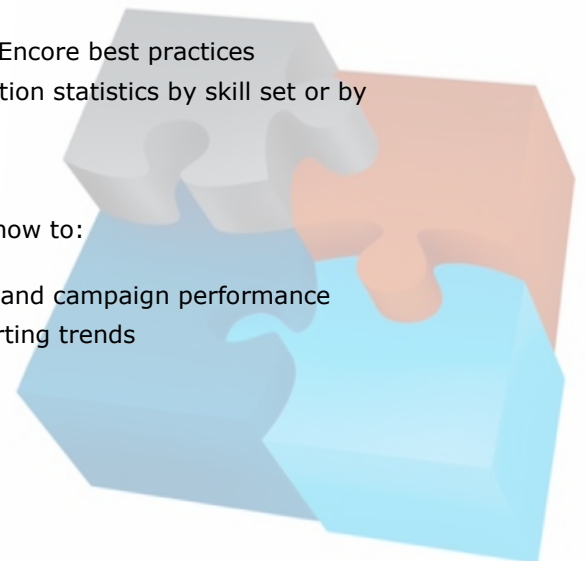 Encore best practices
tion statistics by skill set or by
now to:
and campaign performance
rting trends